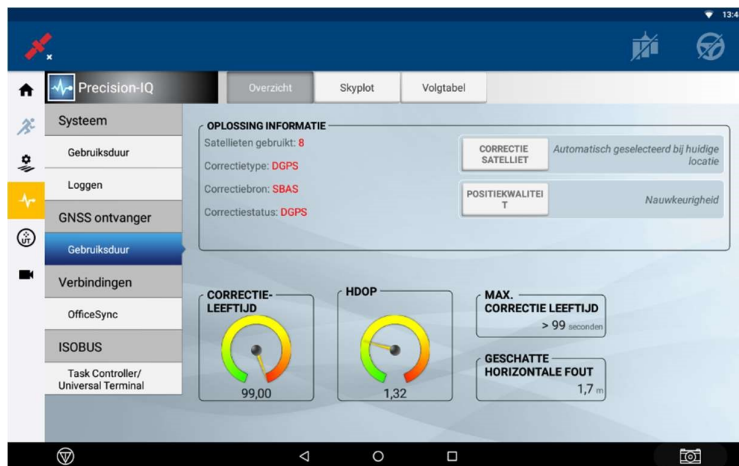 13:4
Precision-IQ
Overzicht
Skyplot
Volgtabel
Systeem
Gebruiksduur
Loggen
GNSS ontvanger
Gebruiksduur
Verbindingen
OfficeSync
ISOBUS
Task Controller/
Universal Terminal
UT
OPLOSSING INFORMATIE
Satellieten gebruikt: 8
Correctietype: DGPS
Correctiebron: SBAS
Correctiestatus: DGPS
CORRECTIE
SATELLIET
Automatisch geselecteerd bij huidige
locatie
POSITIEKWALITEI
T
Nauwkeurigheid
CORRECTIE-
LEEFTIJD
99,00
HDOP
1,32
MAX.
CORRECTIE LEEFTIJD
> 99 seconden
GESCHATTE
HORIZONTALE FOUT
1,7 m